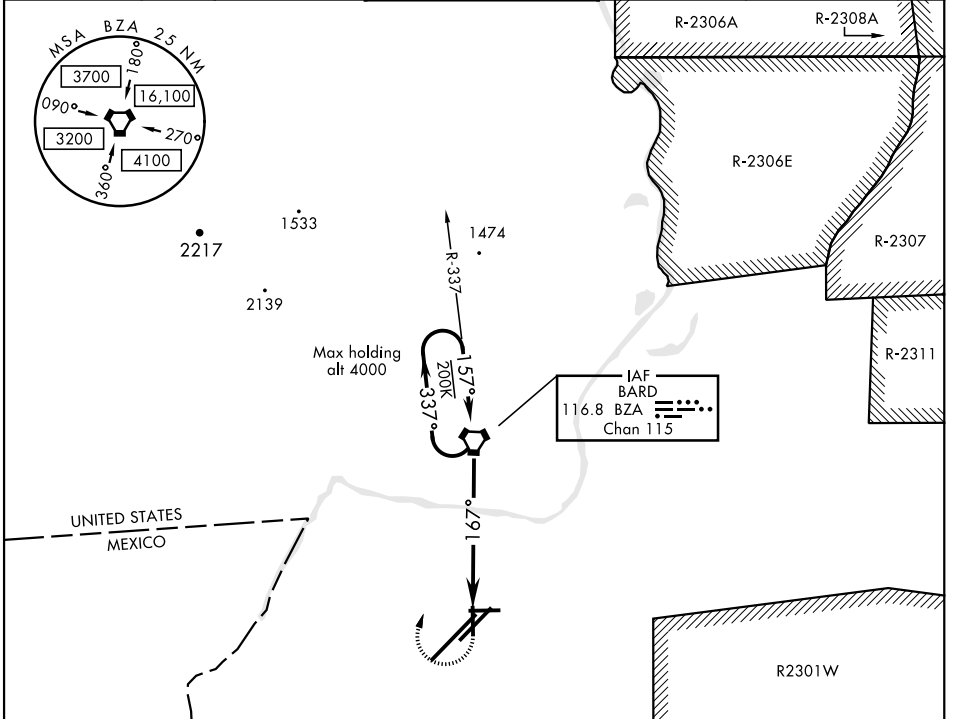 MSA BZA 25 NM
180°
3700
16,100
090°
270°
3200
4100
360°
R-2306A
R-2308A
R-2306E
R-2307
R-2311
1533
2217
2139
1474
R-337
Max holding
alt 4000
200K
157°
337°
IAF
BARD
116.8 BZA
Chan 115
167°
UNITED STATES
MEXICO
R2301W